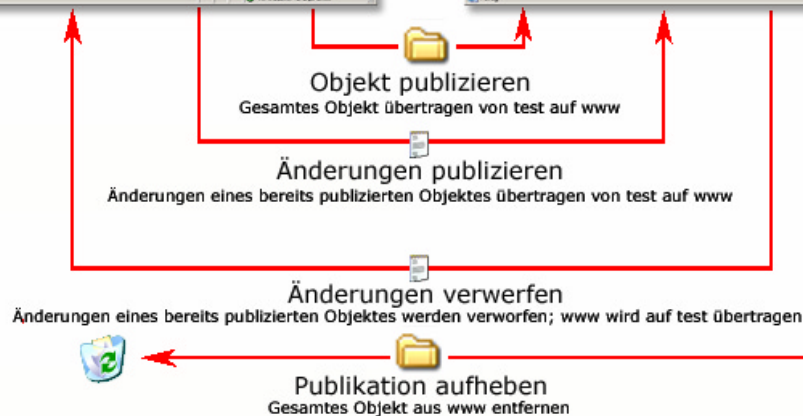 Objekt publizieren
Gesamtes Objekt übertragen von test auf www
Änderungen publizieren
Änderungen eines bereits publizierten Objektes übertragen von test auf www
Änderungen verwerfen
Änderungen eines bereits publizierten Objektes werden verworfen; www wird auf test übertragen
Publikation aufheben
Gesamtes Objekt aus www entfernen